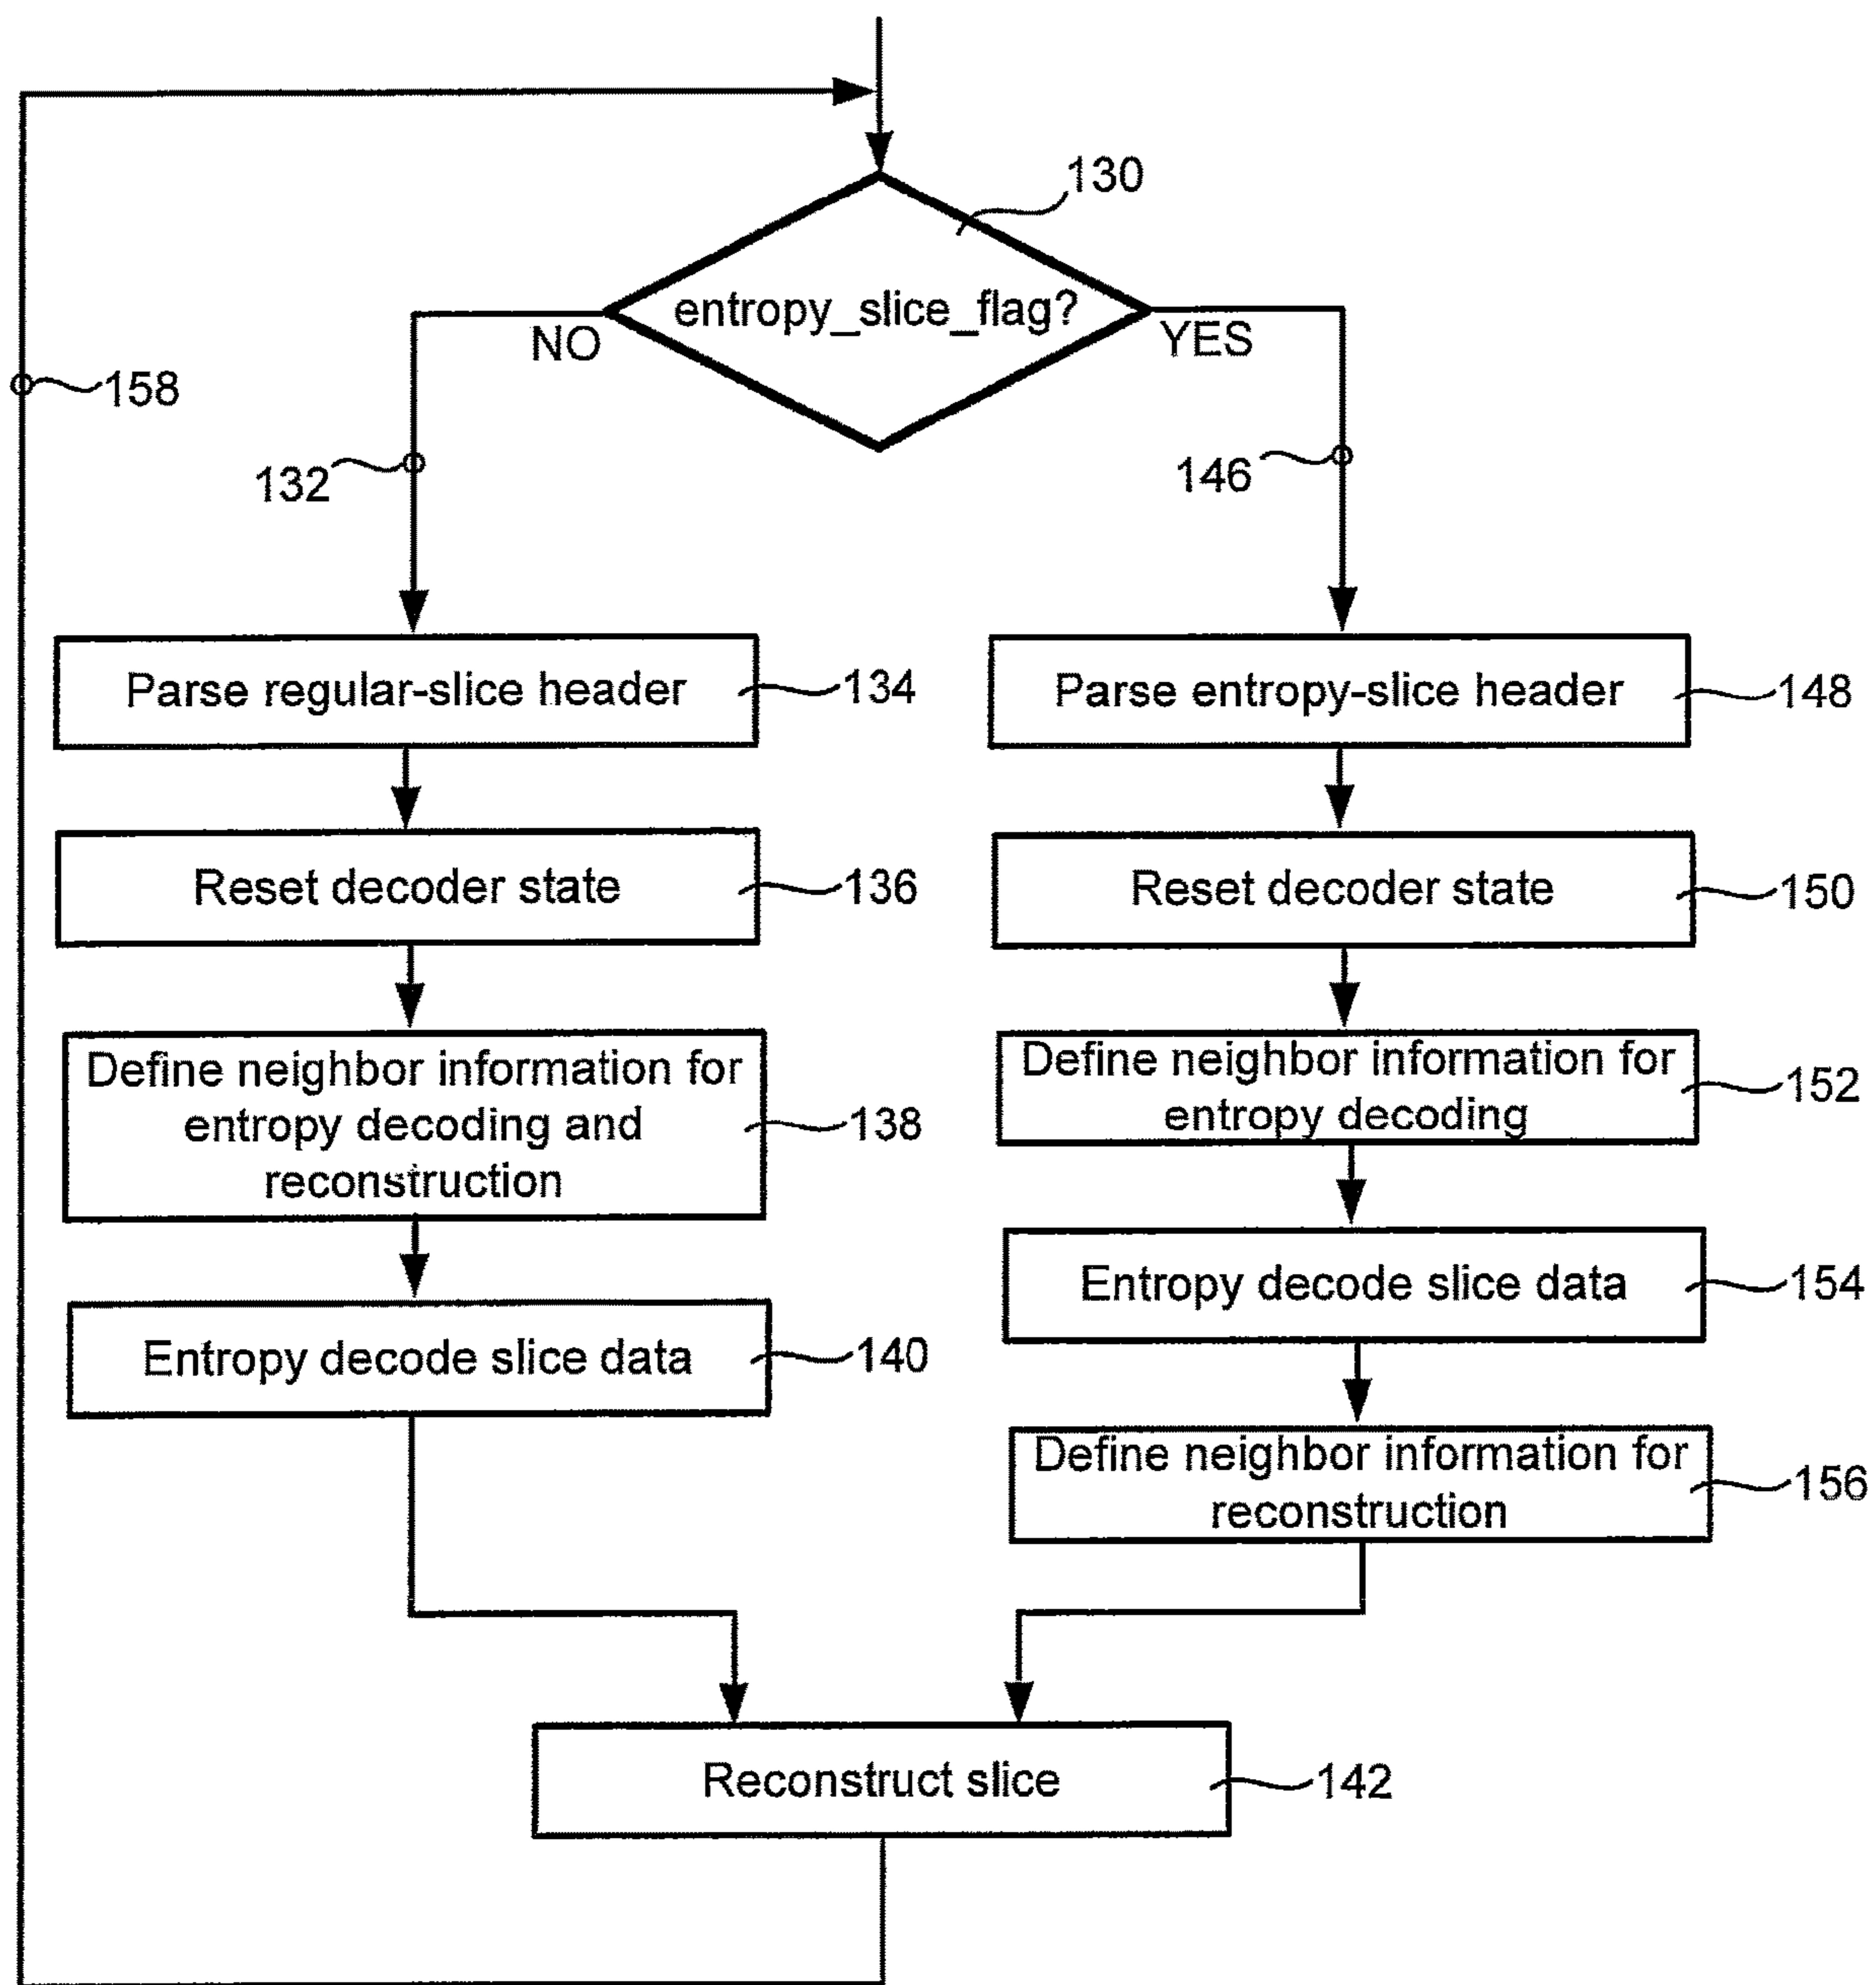 130
entropy_slice_flag?
NO
YES
158
132
146
Parse regular-slice header
134
Parse entropy-slice header
148
Reset decoder state
136
Reset decoder state
150
Define neighbor information for
entropy decoding and
reconstruction
138
Define neighbor information for
entropy decoding
152
Entropy decode slice data
140
Entropy decode slice data
154
Define neighbor information for
reconstruction
156
Reconstruct slice
142